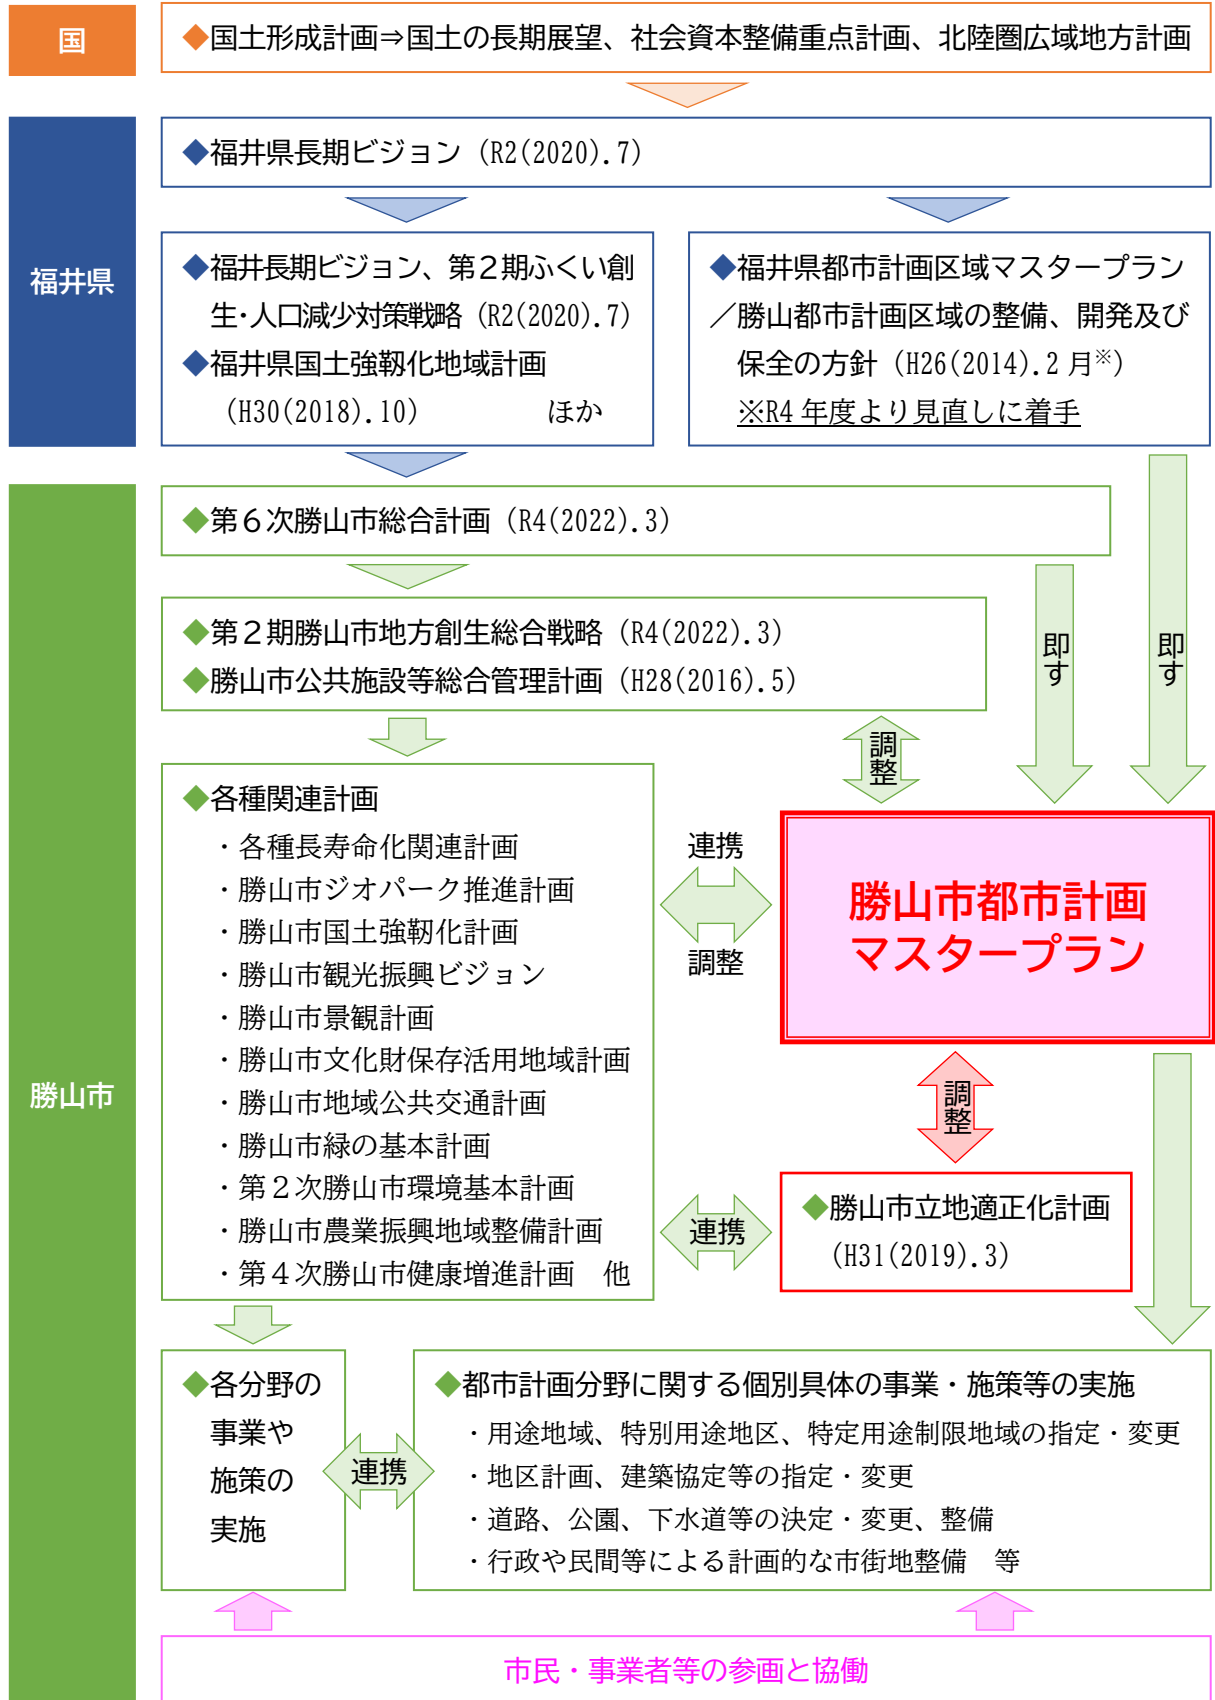 国
◆国土形成計画⇒国土の長期展望、社会資本整備重点計画、北陸圏広域地方計画
福井県
◆福井県長期ビジョン（R2(2020).7）
◆福井長期ビジョン、第２期ふくい創
生・人口減少対策戦略（R2(2020).7）
◆福井県国土強靱化地域計画
（H30(2018).10） ほか
◆福井県都市計画区域マスタープラン
／勝山都市計画区域の整備、開発及び
保全の方針（H26(2014).2月※）
※R4年度より見直しに着手
勝山市
◆第６次勝山市総合計画（R4(2022).3）
◆第２期勝山市地方創生総合戦略（R4(2022).3）
◆勝山市公共施設等総合管理計画（H28(2016).5）
即す
即す
調整
◆各種関連計画
・各種長寿命化関連計画
・勝山市ジオパーク推進計画
・勝山市国土強靭化計画
・勝山市観光振興ビジョン
・勝山市景観計画
・勝山市文化財保存活用地域計画
・勝山市地域公共交通計画
・勝山市緑の基本計画
・第２次勝山市環境基本計画
・勝山市農業振興地域整備計画
・第４次勝山市健康増進計画　他
連携
調整
勝山市都市計画
マスタープラン
調整
連携
◆勝山市立地適正化計画
（H31(2019).3）
◆各分野の
事業や
施策の
実施
連携
◆都市計画分野に関する個別具体の事業・施策等の実施
・用途地域、特別用途地区、特定用途制限地域の指定・変更
・地区計画、建築協定等の指定・変更
・道路、公園、下水道等の決定・変更、整備
・行政や民間等による計画的な市街地整備　等
市民・事業者等の参画と協働